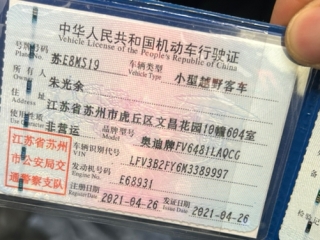 中华人民共和国机动车行驶证
Vehicle License of the People's Republic of China
号牌号码 苏E8MS19 车辆类型 小型越野客车
Plate No. Vehicle Type
所有人 朱光余
住址 江苏省苏州市虎丘区文昌花园10幢604室
使用性质 非营运 品牌型号 奥迪牌FV6481LAQCG
江苏省苏州 车辆识别代号 LFV3B2FY6M3389997
市公安局交 发动机号码 E68931
通警察支队 Engine No.
注册日期 2021-04-26 发证日期 2021-04-26
Issue Date